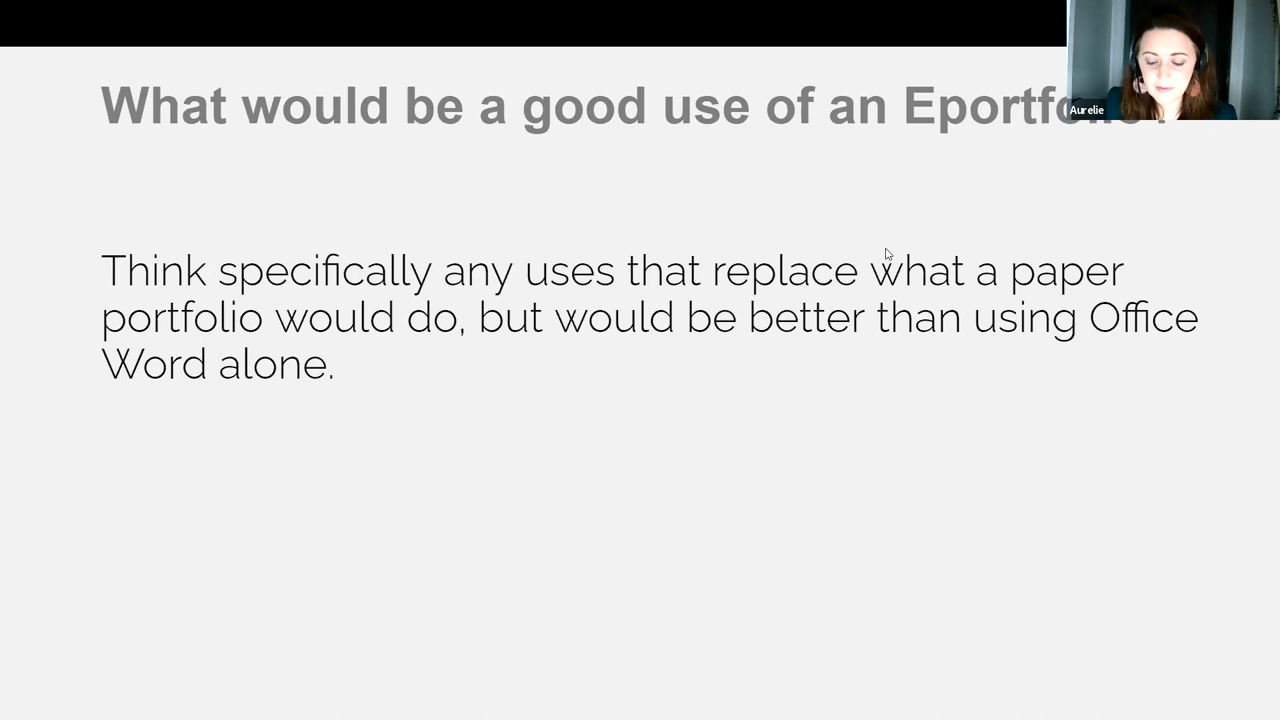 What would be a good use of an
Aurelie
Think specifically any uses that replace what a paper
portfolio would do, but would be better than using Office
Word alone.